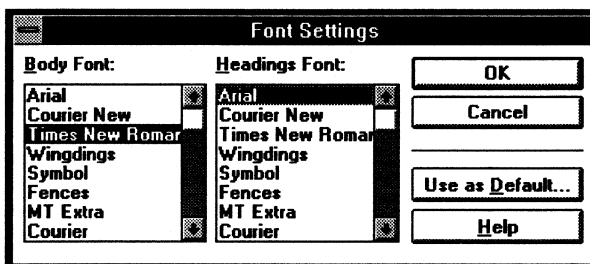 Font Settings
Body Font:
Arial
Courier New
Times New Romar
Wingdings
Symbol
Fences
MT Extra
Courier
Headings Font:
Arial
Courier New
Times New Romar
Wingdings
Symbol
Fences
MT Extra
Courier
OK
Cancel
Use as Default...
Help